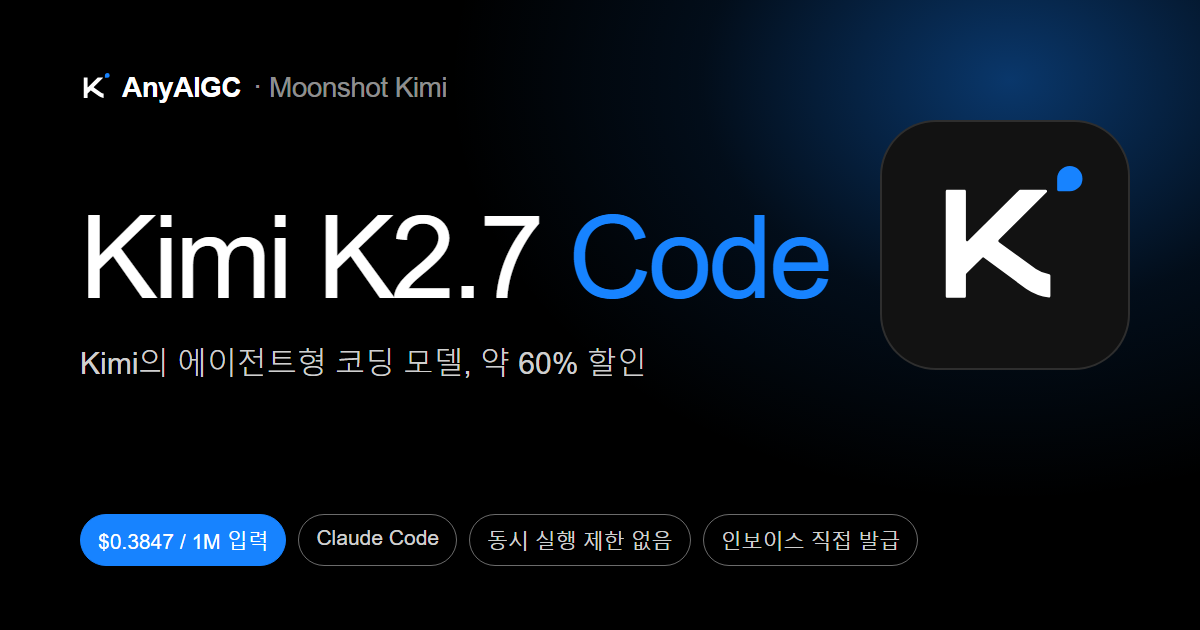 AnyAIGC · Moonshot Kimi
Kimi K2.7 Code
Kimi의 에이전트형 코딩 모델, 약 60% 할인
$0.3847 / 1M 입력
Claude Code
동시 실행 제한 없음
인보이스 직접 발급